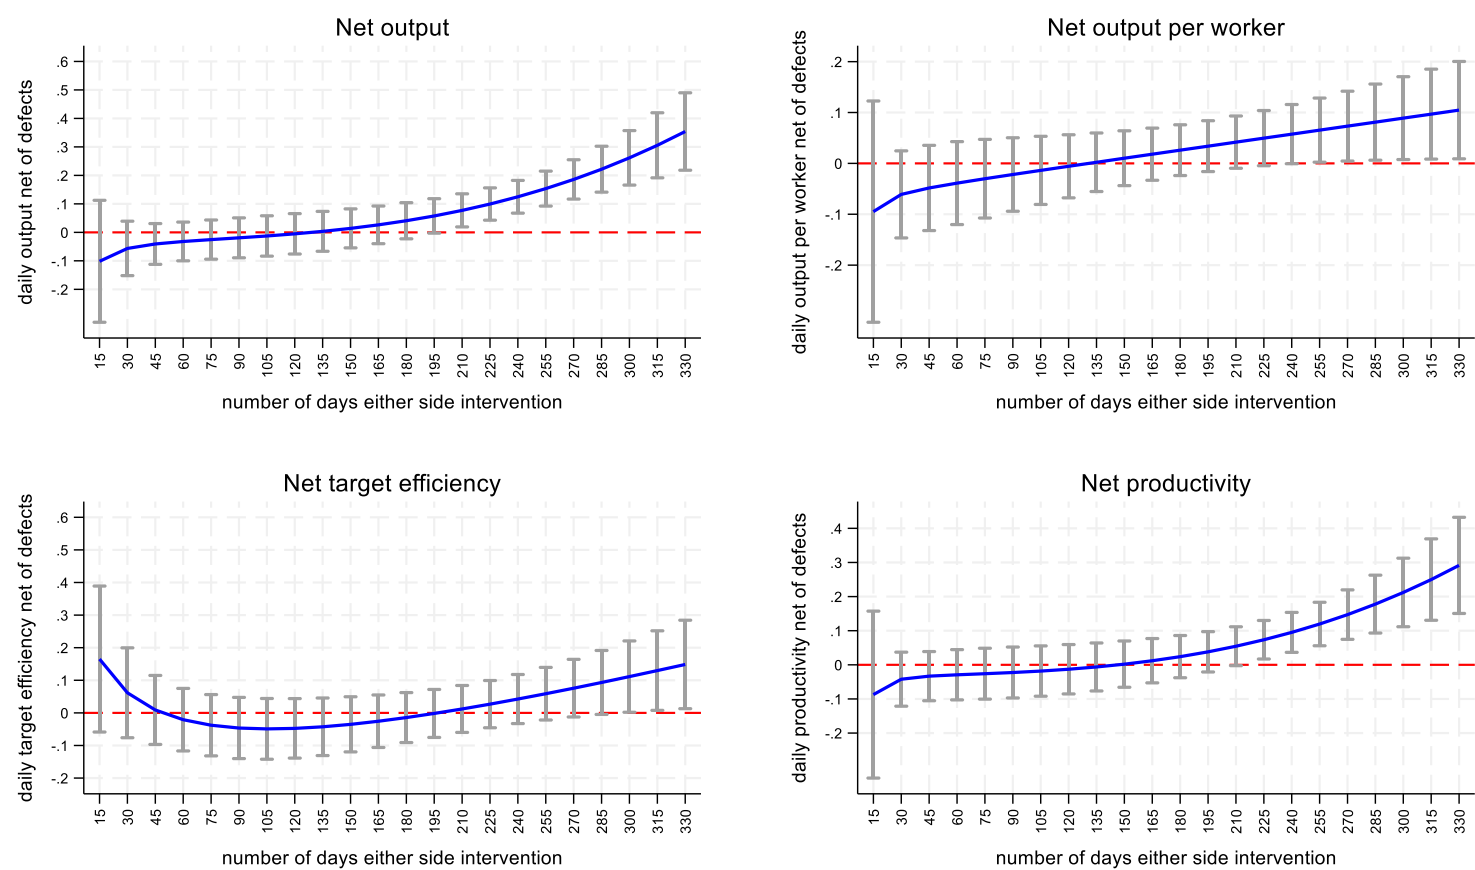 Net output
daily output net of defects
.6
.5
.4
.3
.2
.1
0
-.1
-.2
15 30 45 60 75 90 105 120 135 150 165 180 195 210 225 240 255 270 285 300 315 330
number of days either side intervention
Net output per worker
daily output per worker net of defects
.2
.1
0
-.1
-.2
15 30 45 60 75 90 105 120 135 150 165 180 195 210 225 240 255 270 285 300 315 330
number of days either side intervention
Net target efficiency
daily target efficiency net of defects
.6
.5
.4
.3
.2
.1
0
-.1
-.2
15 30 45 60 75 90 105 120 135 150 165 180 195 210 225 240 255 270 285 300 315 330
number of days either side intervention
Net productivity
daily productivity net of defects
.4
.3
.2
.1
0
-.1
-.2
15 30 45 60 75 90 105 120 135 150 165 180 195 210 225 240 255 270 285 300 315 330
number of days either side intervention